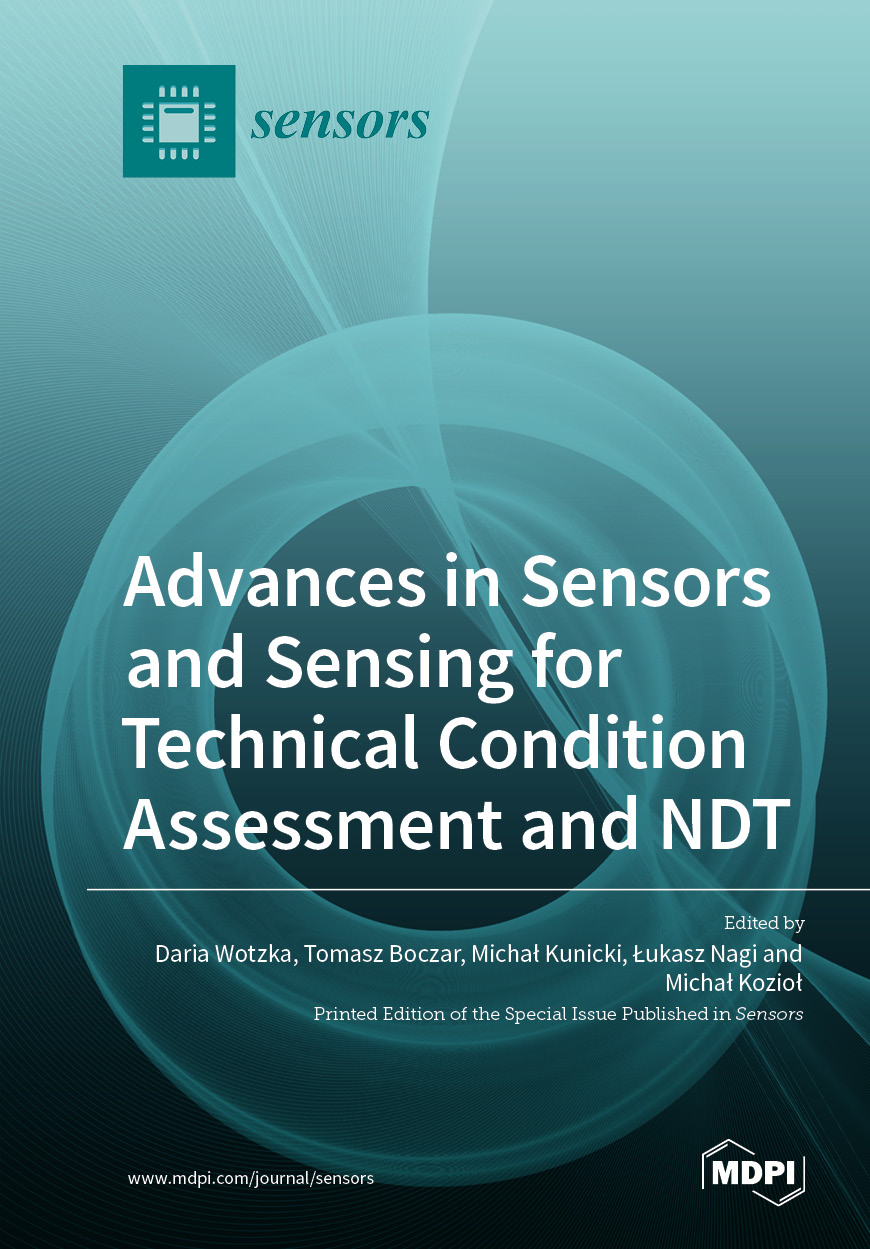 sensors
Advances in Sensors
and Sensing for
Technical Condition
Assessment and NDT
Edited by
Daria Wotzka, Tomasz Boczar, Michał Kunicki, Łukasz Nagi and
Michał Kozioł
Printed Edition of the Special Issue Published in Sensors
www.mdpi.com/journal/sensors
MDPI